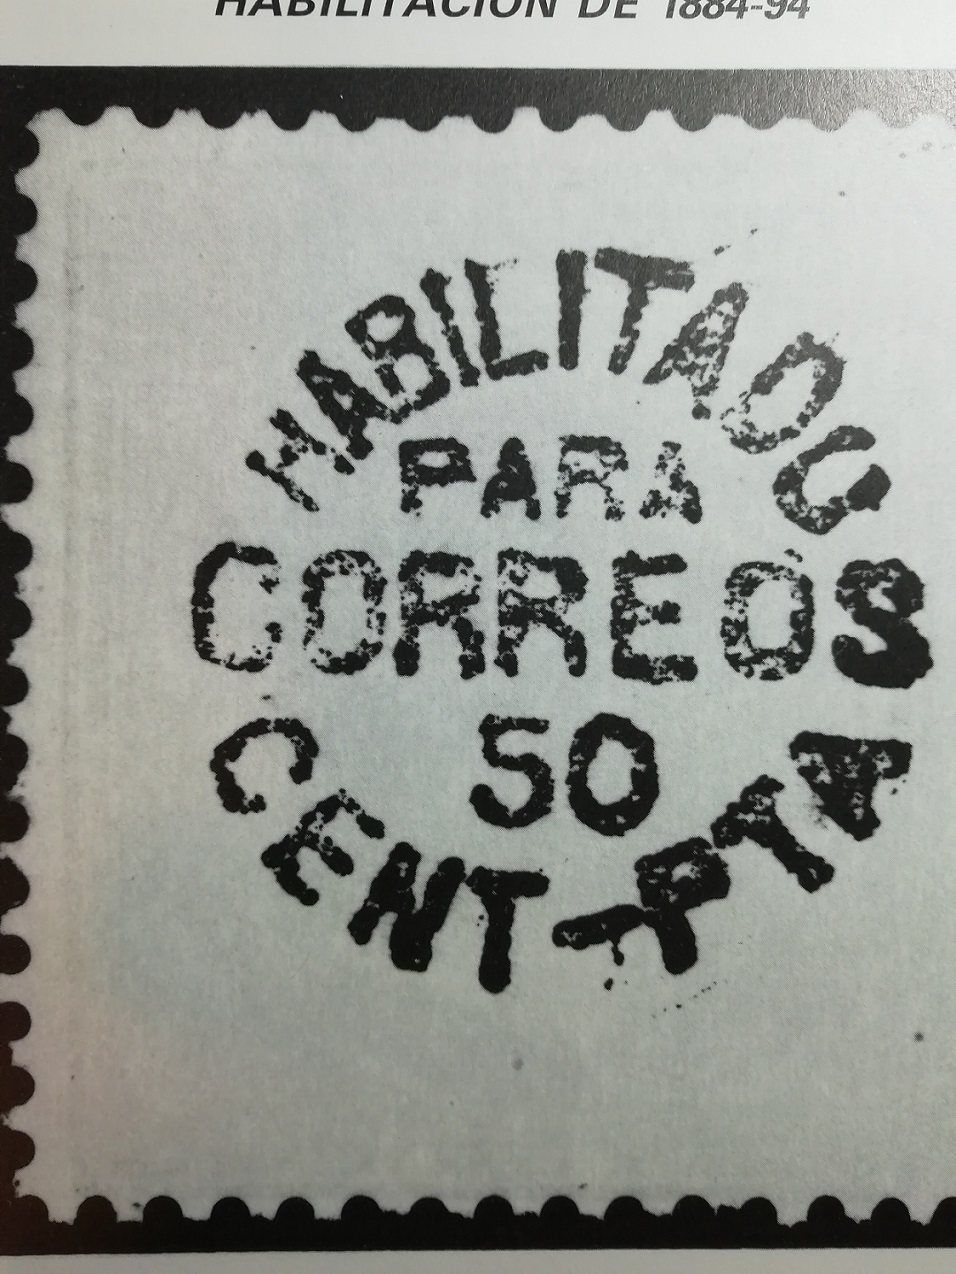 HABILITACION DE 1884-94
HABILITADO
PARA
CORREOS
50
CENT PTA